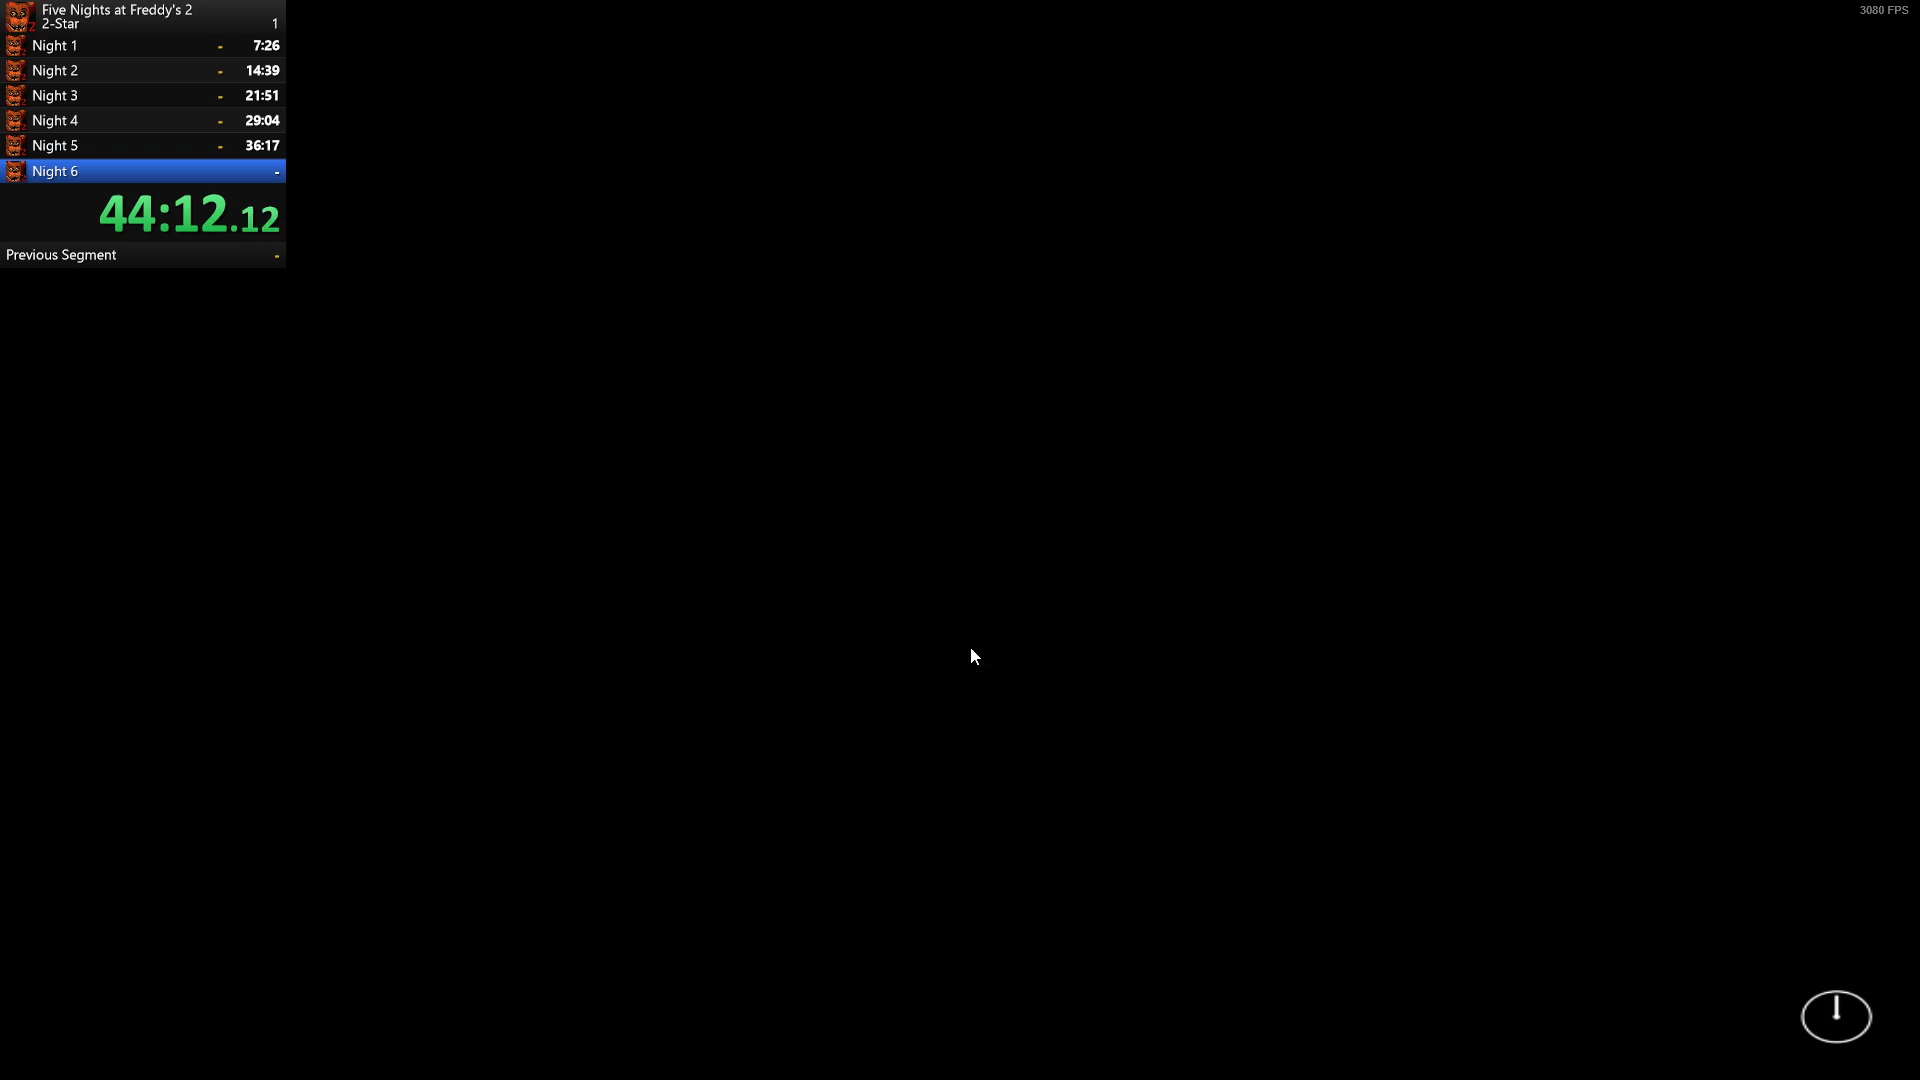 Five Nights at Freddy's 2
2-Star 1
Night 1 - 7:26
Night 2 - 14:39
Night 3 - 21:51
Night 4 - 29:04
Night 5 - 36:17
Night 6 -
44:12.12
Previous Segment -
3080 FPS